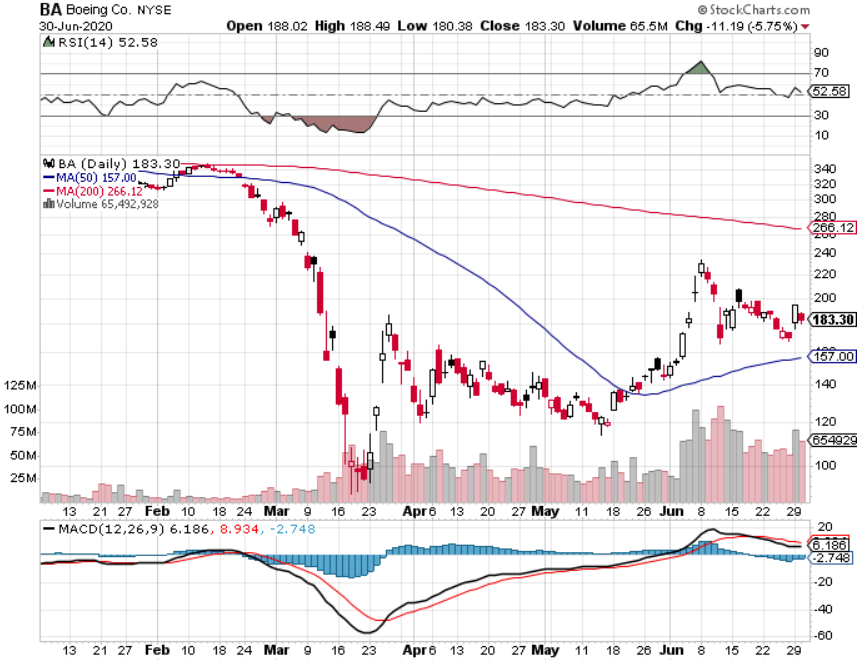 BA Boeing Co. NYSE © StockCharts.com
30-Jun-2020 Open 188.02 High 188.49 Low 180.38 Close 183.30 Volume 65.5M Chg -11.19 (-5.75%)
RSI(14) 52.58
90
70
52.58
30
10
BA (Daily) 183.30
MA(50) 157.00
MA(200) 266.12
Volume 65,492,928
340
320
300
280
266.12
240
220
200
183.30
157.00
140
120
100
125M
100M
75M
50M
25M
654929
13 21 27 Feb 10 18 24 Mar 9 16 23 Apr 6 13 20 27 May 11 18 26 Jun 8 15 22 29
MACD(12,26,9) 6.186, 8.934, -2.748
20
6.186
-2.748
-20
-40
-60
13 21 27 Feb 10 18 24 Mar 9 16 23 Apr 6 13 20 27 May 11 18 26 Jun 8 15 22 29